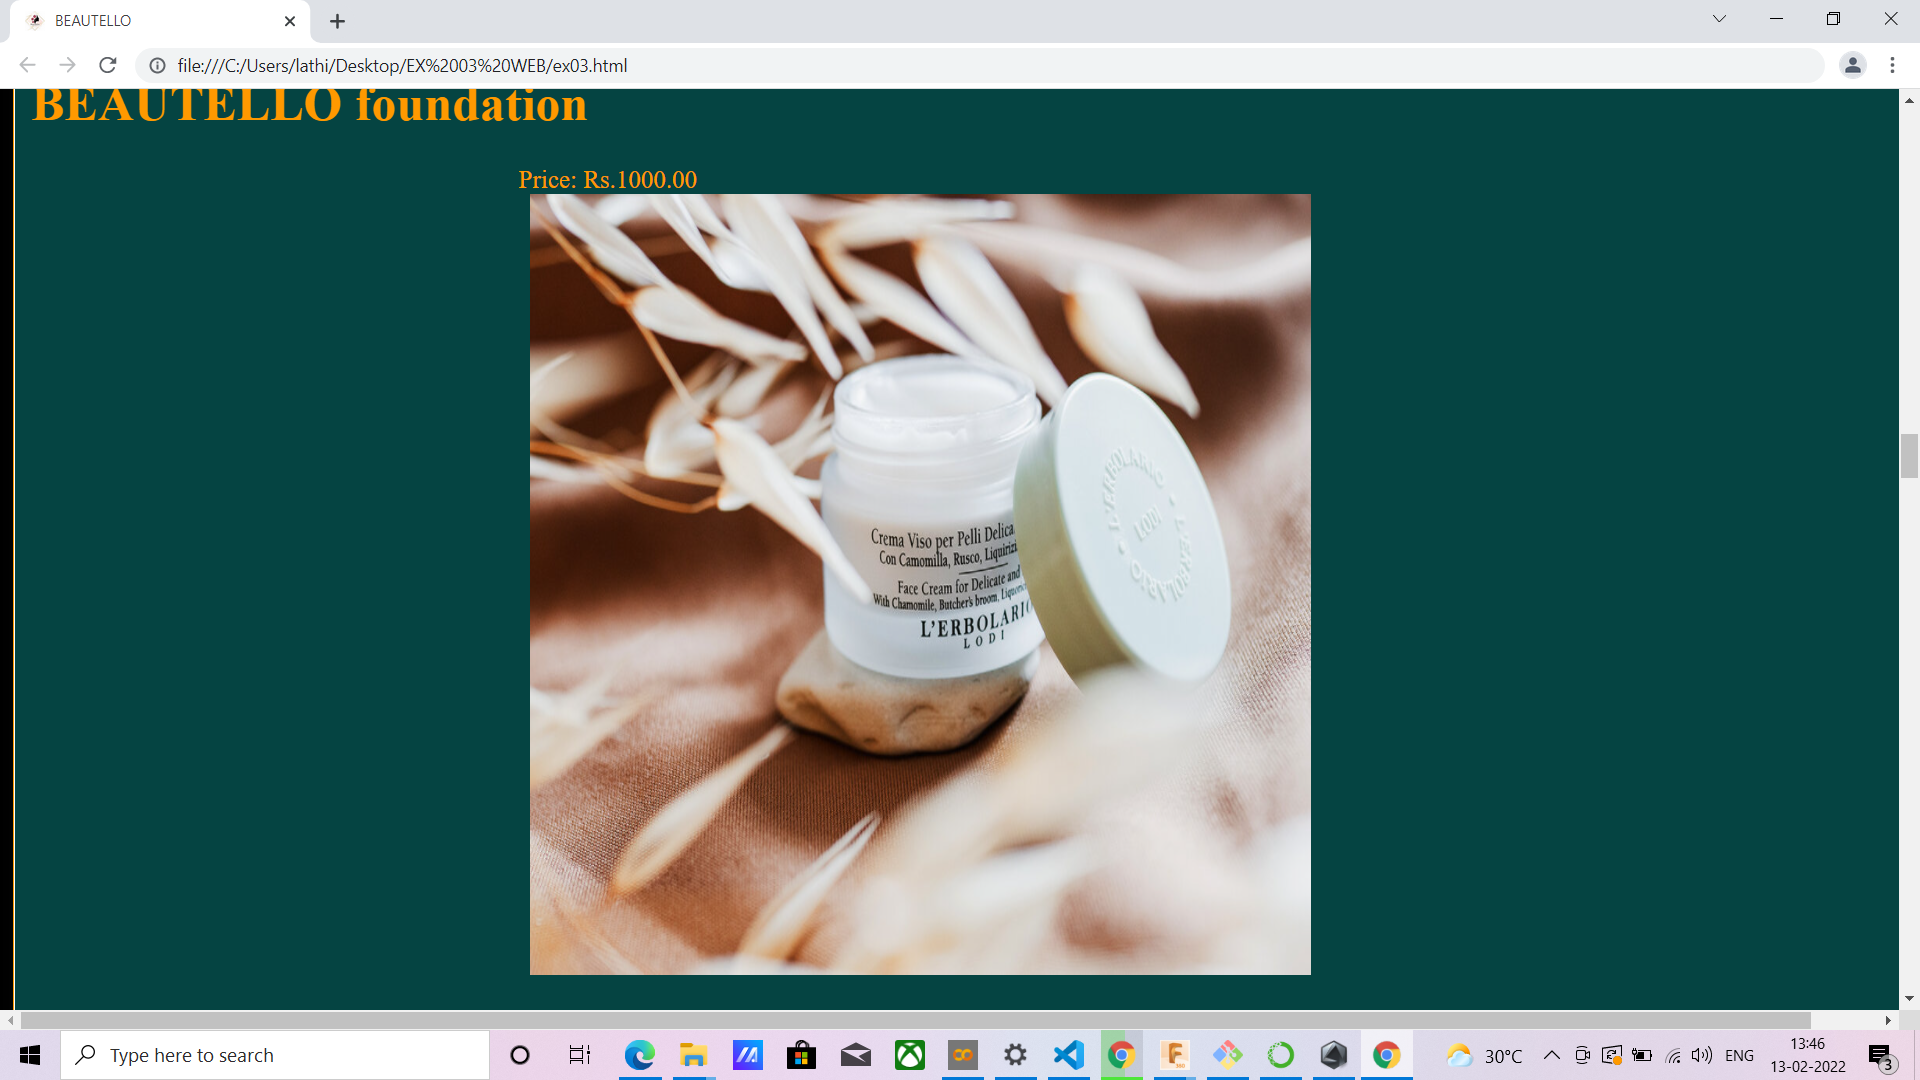 BEAUTELLO
file:///C:/Users/lathi/Desktop/EX%2003%20WEB/ex03.html
BEAUTELLO foundation
Price: Rs.1000.00
L'ERBOLARIO • L'ERBOLARIO •
LODI
Crema Viso per Pelli Delica
Con Camomilla, Rusco, Liquirizi
Face Cream for Delicate and
With Chamomile, Butcher's broom,
L'ERBOLARIO
LODI
Type here to search
30°C
ENG
13:46
13-02-2022
3